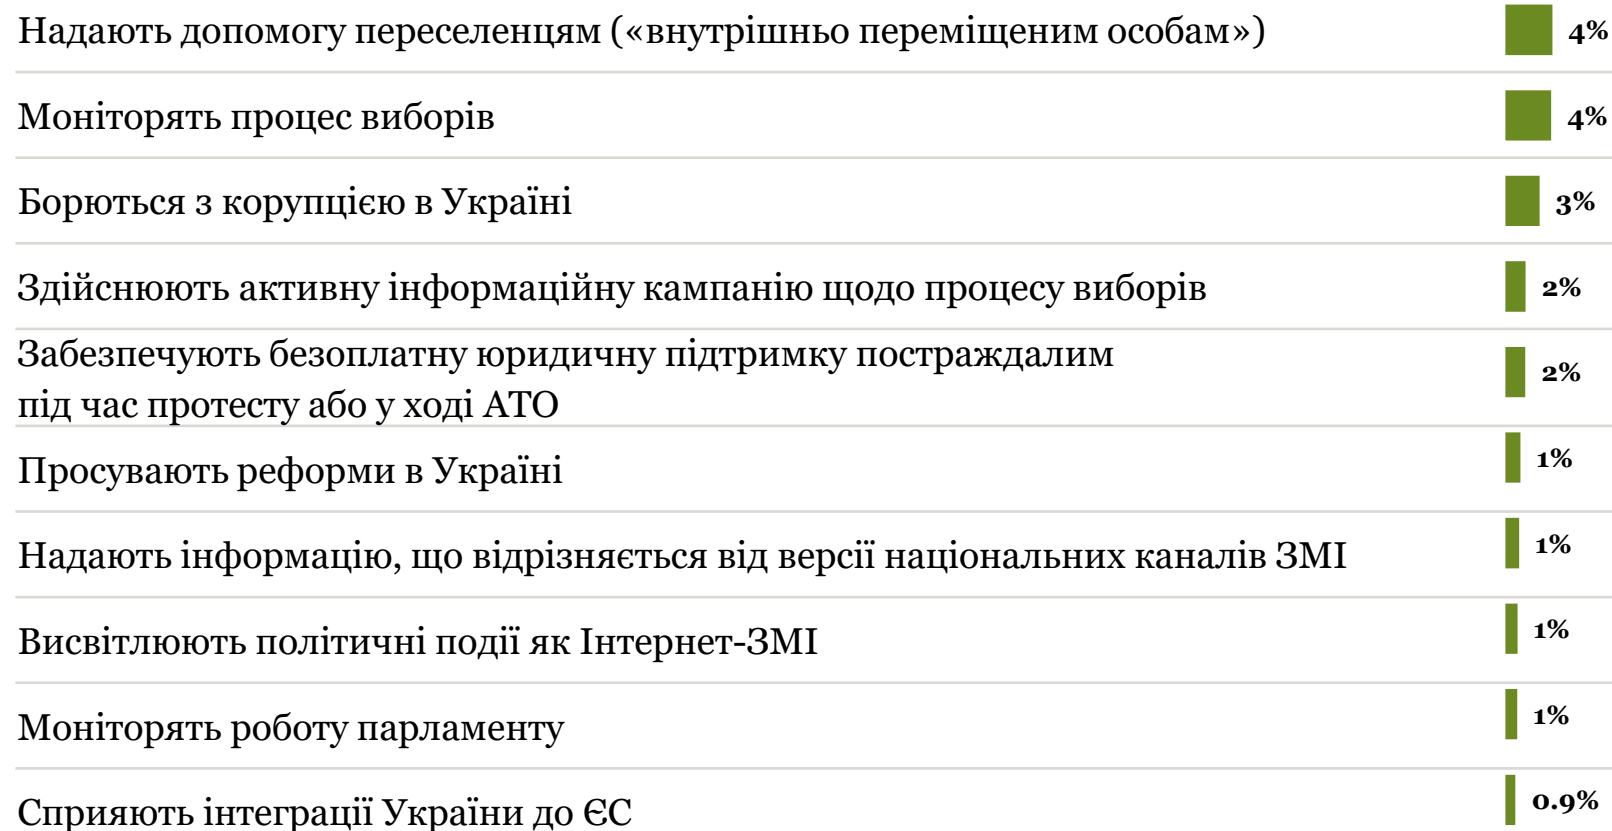 Надають допомогу переселенцям («внутрішньо переміщеним особам») 4%
Моніторять процес виборів 4%
Борються з корупцією в Україні 3%
Здійснюють активну інформаційну кампанію щодо процесу виборів 2%
Забезпечують безоплатну юридичну підтримку постраждалим
під час протесту або у ході АТО 2%
Просувають реформи в Україні 1%
Надають інформацію, що відрізняється від версії національних каналів ЗМІ 1%
Висвітлюють політичні події як Інтернет-ЗМІ 1%
Моніторять роботу парламенту 1%
Сприяють інтеграції України до ЄС 0.9%